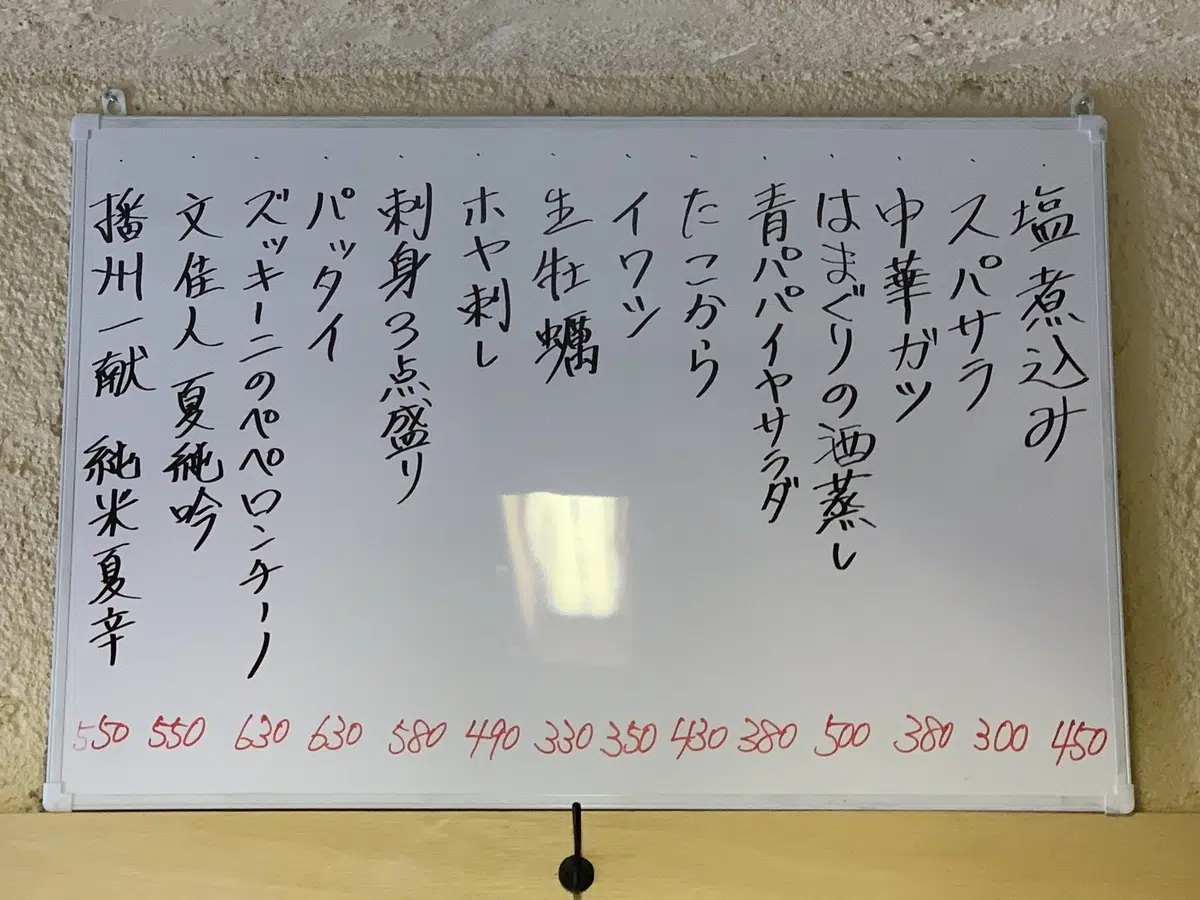 塩煮込み
スパサラ
中華ガツ
はまぐりの酒蒸し
青パパイヤサラダ
たこから
イワツ
生牡蠣
ホヤ刺し
刺身3点盛り
パッタイ
ズッキーニのペペロンチーノ
文佳人 夏純吟
播州一献 純米夏辛
550 550 630 630 580 490 330 350 430 380 500 380 300 450